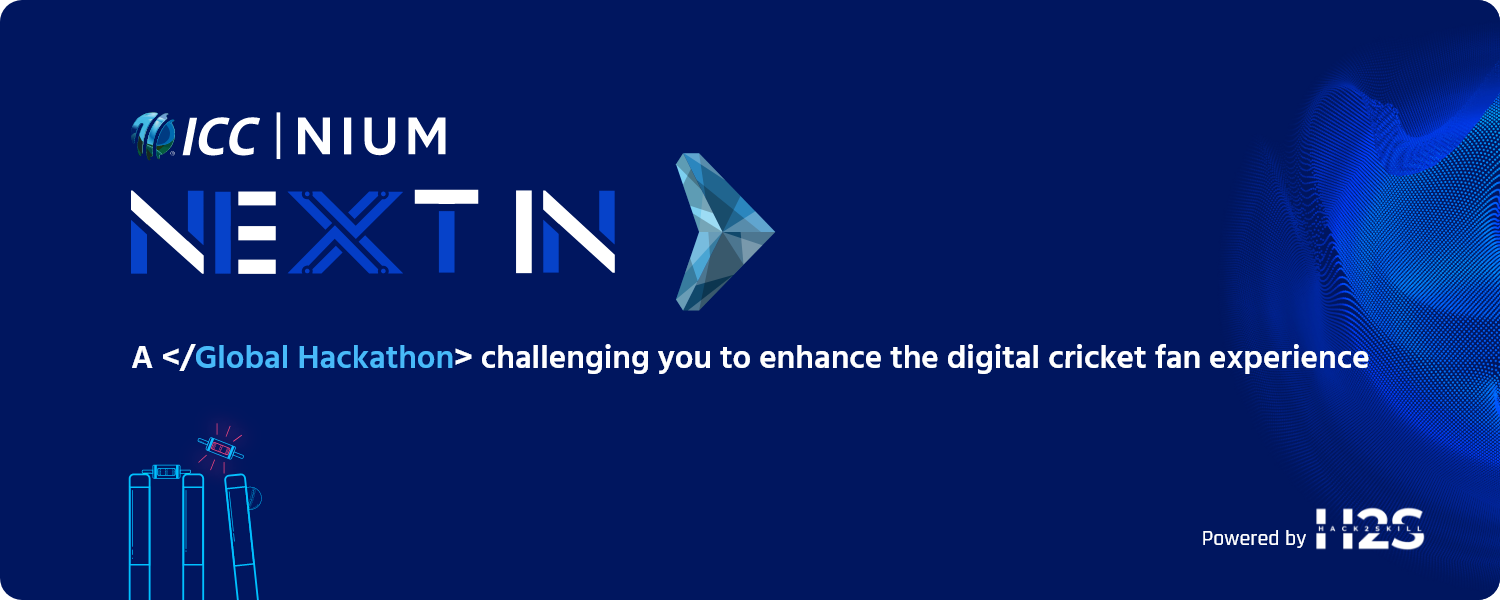 ICC | NIUM
NEXT IN
A </Global Hackathon> challenging you to enhance the digital cricket fan experience
Powered by H2S
HACK2SKILL